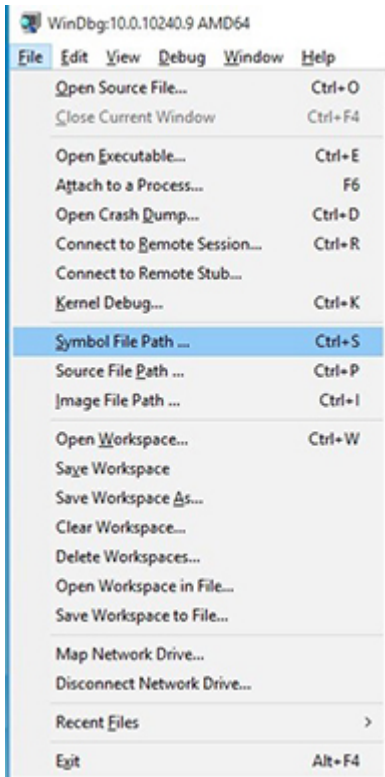 WinDbg:10.0.10240.9 AMD64
File Edit View Debug Window Help
Open Source File... Ctrl+O
Close Current Window Ctrl+F4
Open Executable... Ctrl+E
Attach to a Process... F6
Open Crash Dump... Ctrl+D
Connect to Remote Session... Ctrl+R
Connect to Remote Stub...
Kernel Debug... Ctrl+K
Symbol File Path ... Ctrl+S
Source File Path ... Ctrl+P
Image File Path ... Ctrl+I
Open Workspace... Ctrl+W
Save Workspace
Save Workspace As...
Clear Workspace...
Delete Workspaces...
Open Workspace in File...
Save Workspace to File...
Map Network Drive...
Disconnect Network Drive...
Recent Files >
Exit Alt+F4